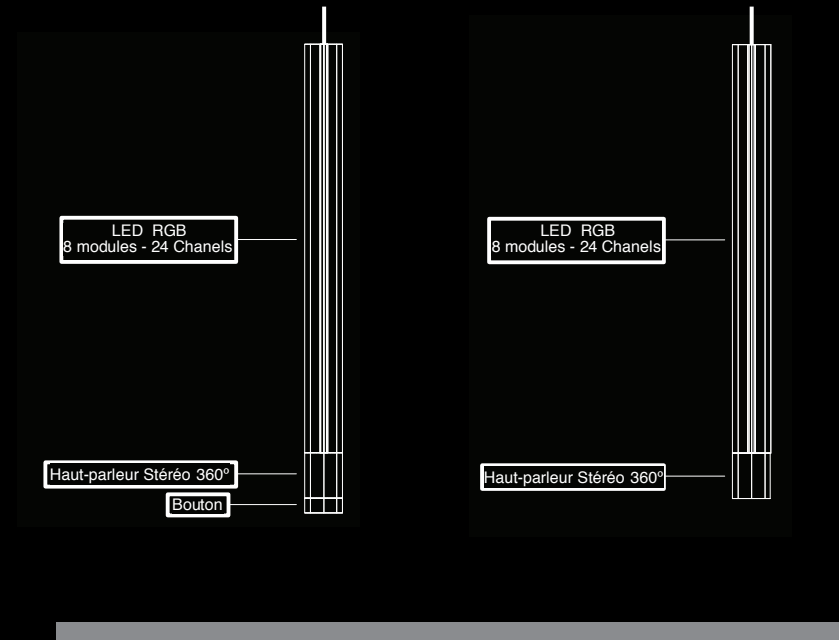 LED RGB
8 modules - 24 Chanels
Haut-parleur Stéréo 360º
Bouton
LED RGB
8 modules - 24 Chanels
Haut-parleur Stéréo 360º